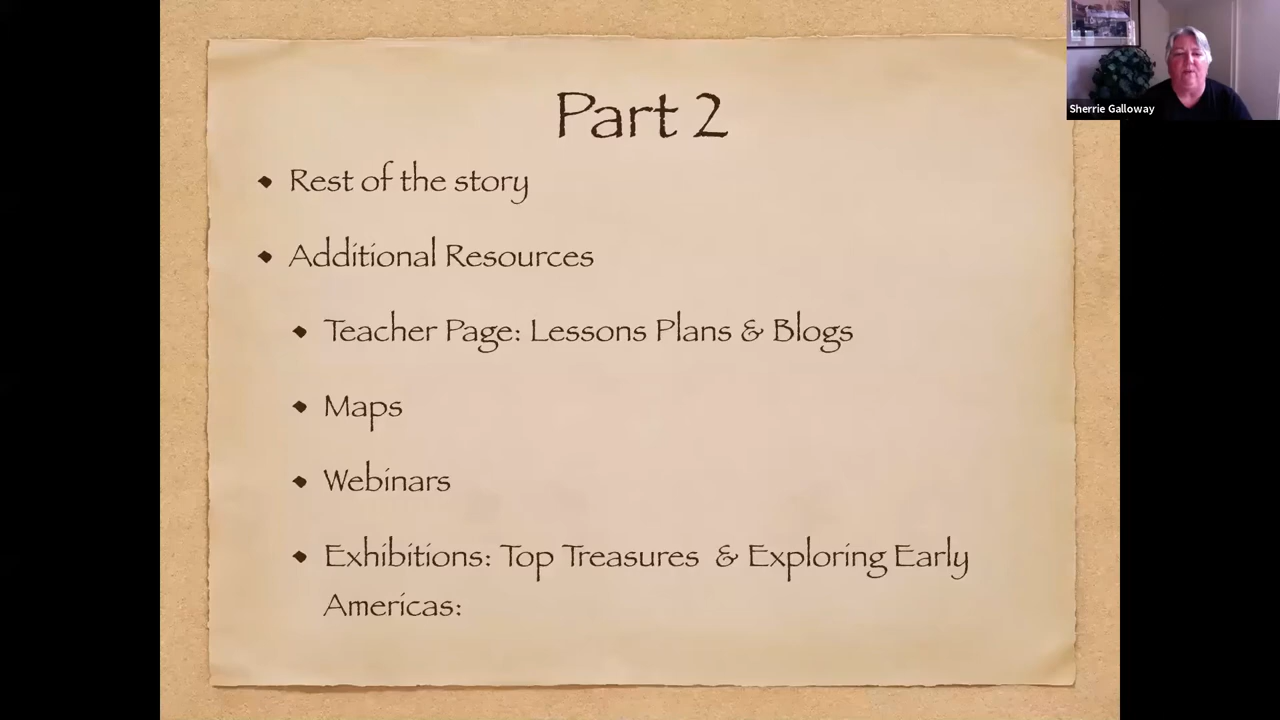 Part 2
Rest of the story
Additional Resources
Teacher Page: Lessons Plans & Blogs
Maps
Webinars
Exhibitions: Top Treasures & Exploring Early
Americas:
Sherrie Galloway